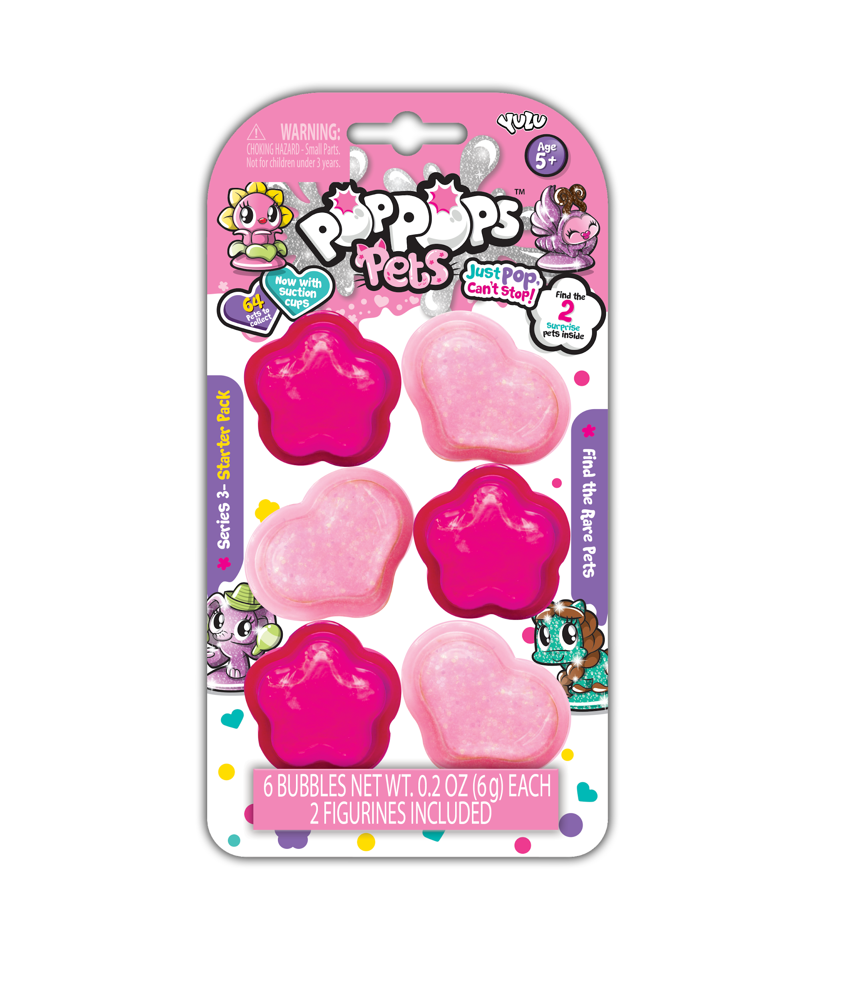 YULU
WARNING:
CHOKING HAZARD - Small Parts.
Not for children under 3 years.
Age
5+
POPPOPS™
Pets
Now with
suction
cups
64
Pets to
collect
Just Pop,
Can't Stop!
Find the
2
surprise
pets inside
Series 3- Starter Pack
Find the Rare Pets
6 BUBBLES NET WT. 0.2 OZ (6 g) EACH
2 FIGURINES INCLUDED